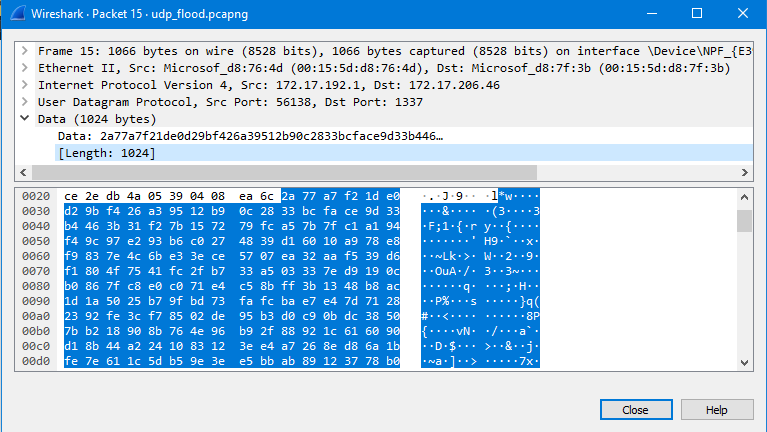 Wireshark · Packet 15 · udp_flood.pcapng
Frame 15: 1066 bytes on wire (8528 bits), 1066 bytes captured (8528 bits) on interface \Device\NPF_{E3
Ethernet II, Src: Microsof_d8:76:4d (00:15:5d:d8:76:4d), Dst: Microsof_d8:7f:3b (00:15:5d:d8:7f:3b)
Internet Protocol Version 4, Src: 172.17.192.1, Dst: 172.17.206.46
User Datagram Protocol, Src Port: 56138, Dst Port: 1337
Data (1024 bytes)
Data: 2a77a7f21de0d29bf426a39512b90c2833bcface9d33b446…
[Length: 1024]
0020 ce 2e db 4a 05 39 04 08 ea 6c 2a 77 a7 f2 1d e0 ·.·J·9·· ·l*w····
0030 d2 9b f4 26 a3 95 12 b9 0c 28 33 bc fa ce 9d 33 ···&···· ·(3····3
0040 b4 46 3b 31 f2 7b 15 72 79 fc a5 7b 7f c1 a1 94 ·F;1·{·r y··{····
0050 f4 9c 97 e2 93 b6 c0 27 48 39 d1 60 10 a9 78 e8 ·······' H9·`··x·
0060 f9 83 7e 4c 6b e3 3e ce 57 07 ea 32 aa f5 39 d6 ··~Lk·>· W··2··9·
0070 f1 80 4f 75 41 fc 2f b7 33 a5 03 33 7e d9 19 0c ··OuA·/· 3··3~···
0080 b0 86 7f c8 e0 c0 71 e4 c5 8b ff 3b 13 48 b8 ac ······q· ···;·H··
0090 1d 1a 50 25 b7 9f bd 73 fa fc ba e7 e4 7d 71 28 ··P%···s ·····}q(
00a0 23 92 fe 3c f7 85 02 de 95 b3 d0 c9 0b dc 38 50 #··<···· ······8P
00b0 7b b2 18 90 8b 76 4e 96 b9 2f 88 92 1c 61 60 90 {····vN· ·/···a`·
00c0 d1 8b 44 a2 24 10 83 12 3e e4 a7 26 8e d8 6a 1b ··D·$··· >··&··j·
00d0 fe 7e 61 1c 5d b5 9e 3e e5 bb ab 89 12 37 78 b0 ·~a·]··> ·····7x·
Close
Help